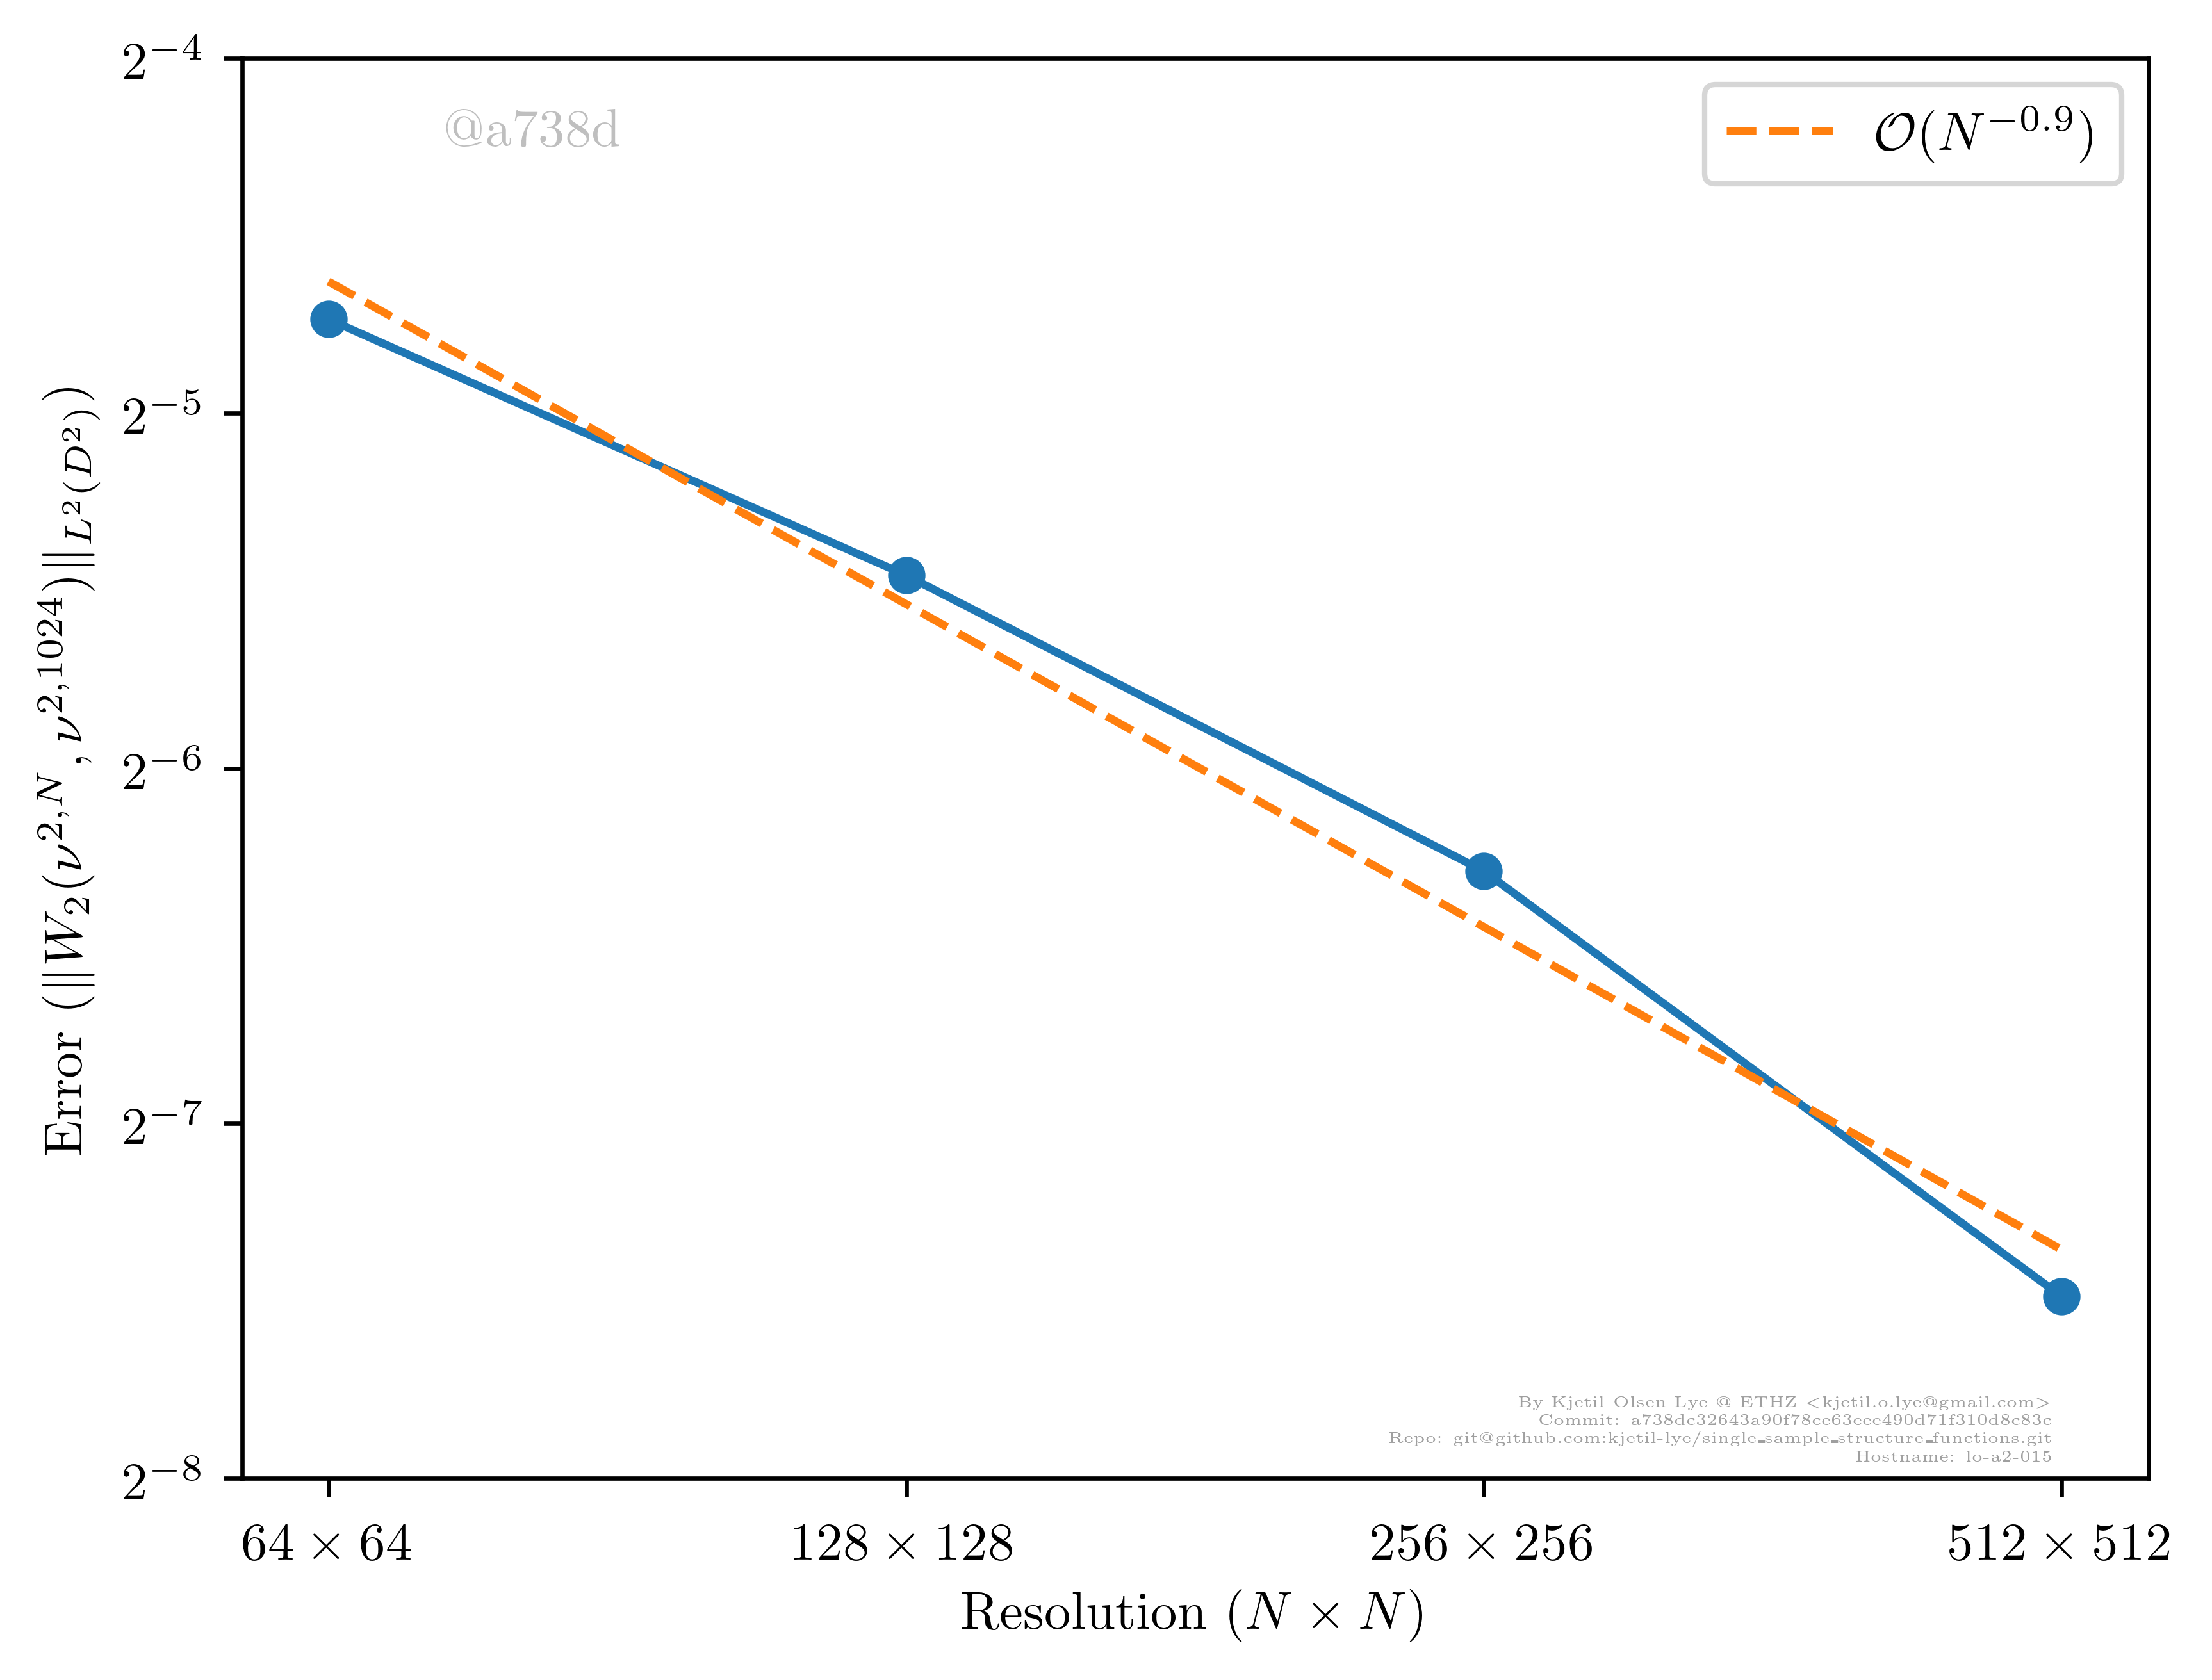 2^{-4}
@a738d
\mathcal{O}(N^{-0.9})
2^{-5}
2^{-6}
2^{-7}
2^{-8}
Error (||W_2(ν^{2,N}, ν^{2,1024})||_{L^2(D^2)})
By Kjetil Olsen Lye @ ETHZ <kjetil.o.lye@gmail.com>
Commit: a738dc32643a90f78ce63eee490d71f310d8c83c
Repo: git@github.com:kjetil-lye/single_sample_structure_functions.git
Hostname: lo-a2-015
64 × 64 128 × 128 256 × 256 512 × 512
Resolution (N × N)